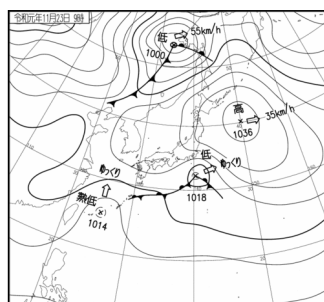 令和元年11月23日 9時
低
55km/h
1000
高
35km/h
1036
低
ゆっくり
1018
ゆっくり
熱低
1014